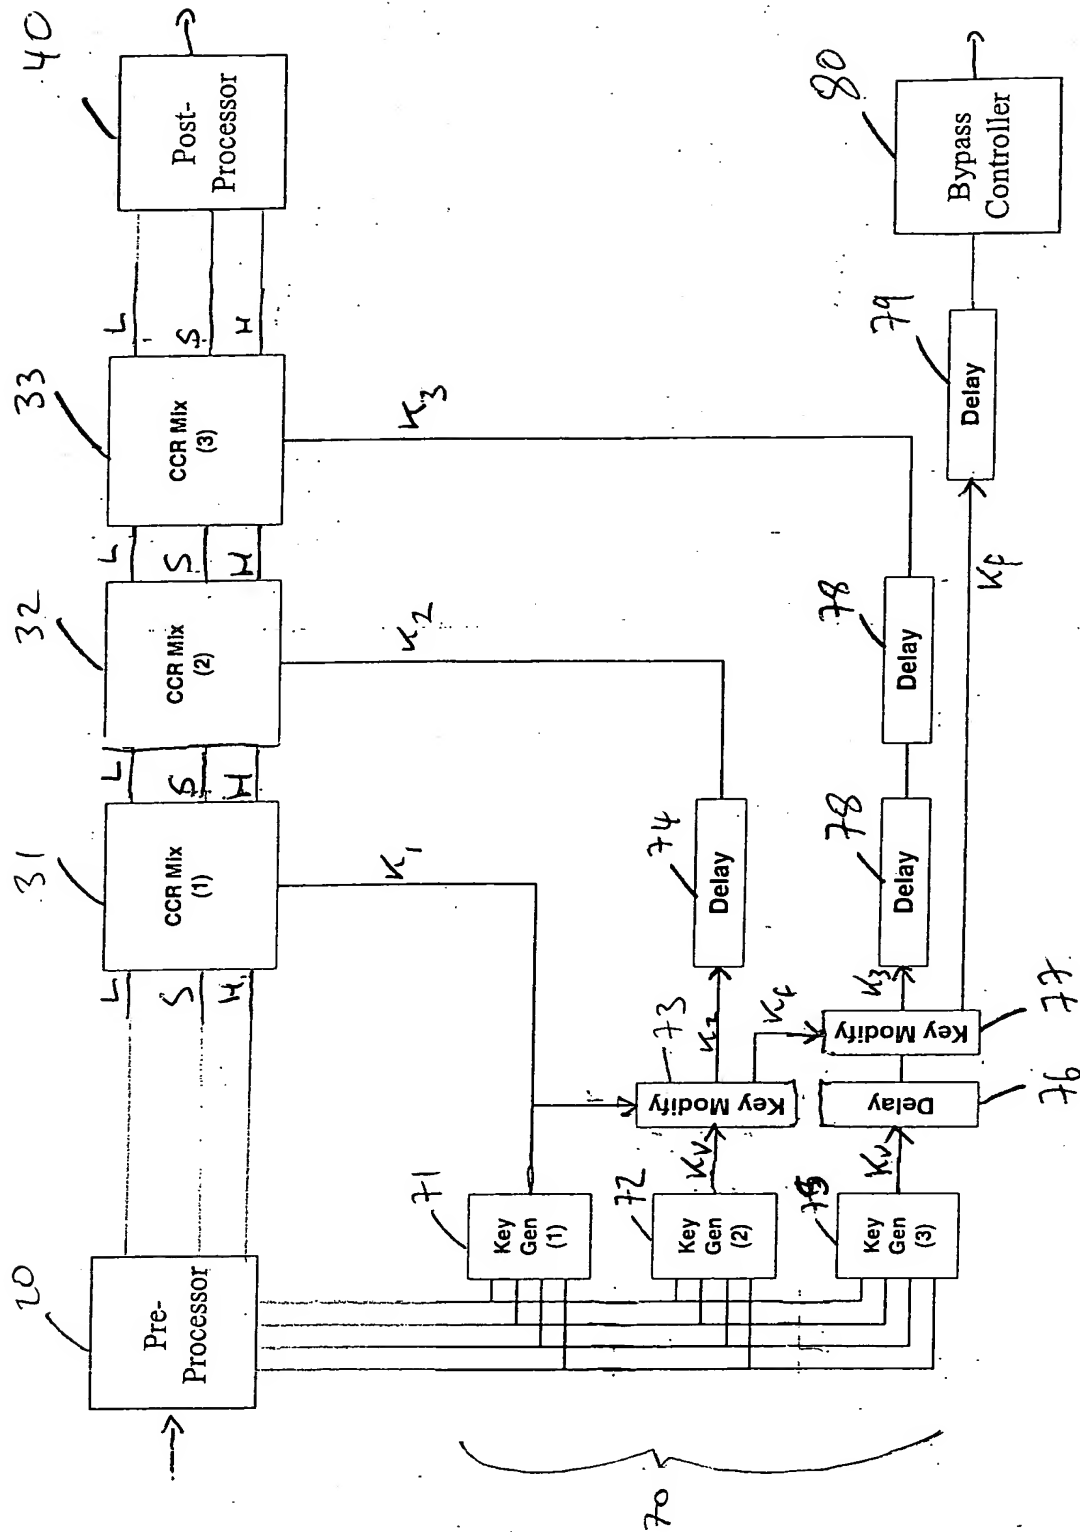 20
Pre-
Processor
L
S
H
31
CCR Mix
(1)
L
S
H
32
CCR Mix
(2)
L
S
H
33
CCR Mix
(3)
L
S
H
40
Post-
Processor
K1
K2
K3
70
71
Key
Gen
(1)
72
Key
Gen
(2)
Kv
73
Key Modify
K2
74
Delay
Kf
Key
Gen
(3)
Kv
76
Delay
77
Key Modify
K3
78
Delay
78
Delay
Kf
79
Delay
80
Bypass
Controller